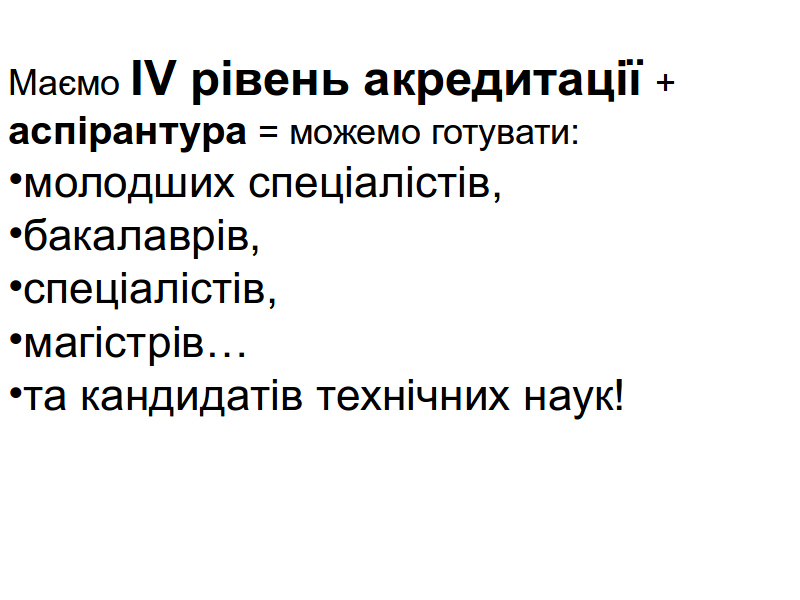 Маємо IV рівень акредитації +
аспірантура = можемо готувати:
•молодших спеціалістів,
•бакалаврів,
•спеціалістів,
•магістрів…
•та кандидатів технічних наук!